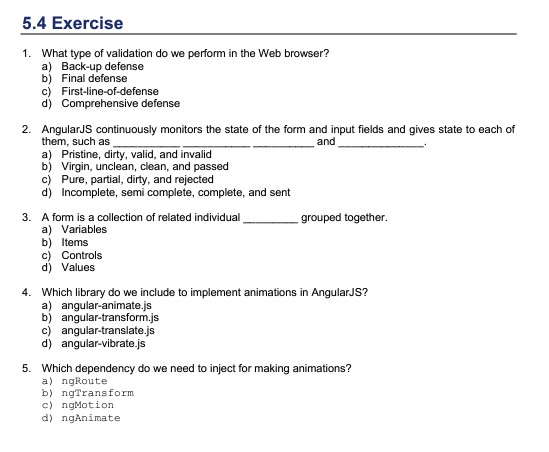 5.4 Exercise
1. What type of validation do we perform in the Web browser?
a) Back-up defense
b) Final defense
c) First-line-of-defense
d) Comprehensive defense
2. AngularJS continuously monitors the state of the form and input fields and gives state to each of
them, such as ___________ ___________ __________ and ______________.
a) Pristine, dirty, valid, and invalid
b) Virgin, unclean, clean, and passed
c) Pure, partial, dirty, and rejected
d) Incomplete, semi complete, complete, and sent
3. A form is a collection of related individual _________ grouped together.
a) Variables
b) Items
c) Controls
d) Values
4. Which library do we include to implement animations in AngularJS?
a) angular-animate.js
b) angular-transform.js
c) angular-translate.js
d) angular-vibrate.js
5. Which dependency do we need to inject for making animations?
a) ngRoute
b) ngTransform
c) ngMotion
d) ngAnimate